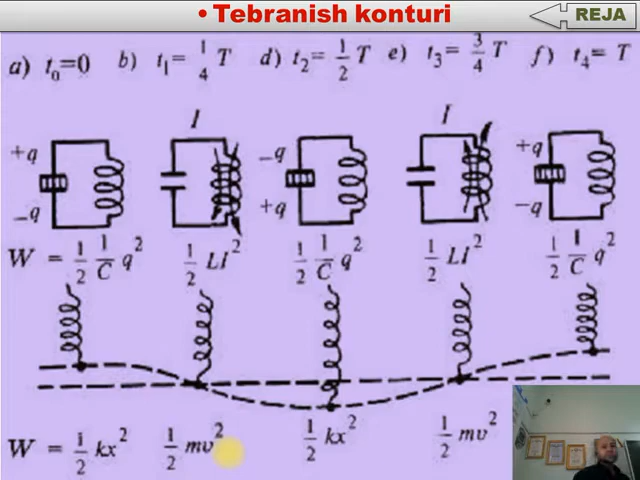 • Tebranish konturi
REJA
a) t₀=0 b) t₁= 1/4 T d) t₂= 1/2 T e) t₃= 3/4 T f) t₄= T
I I
+q -q +q
-q +q -q
W = 1/2 1/C q² 1/2 LI² 1/2 1/C q² 1/2 LI² 1/2 1/C q²
W = 1/2 kx² 1/2 mv² 1/2 kx² 1/2 mv²